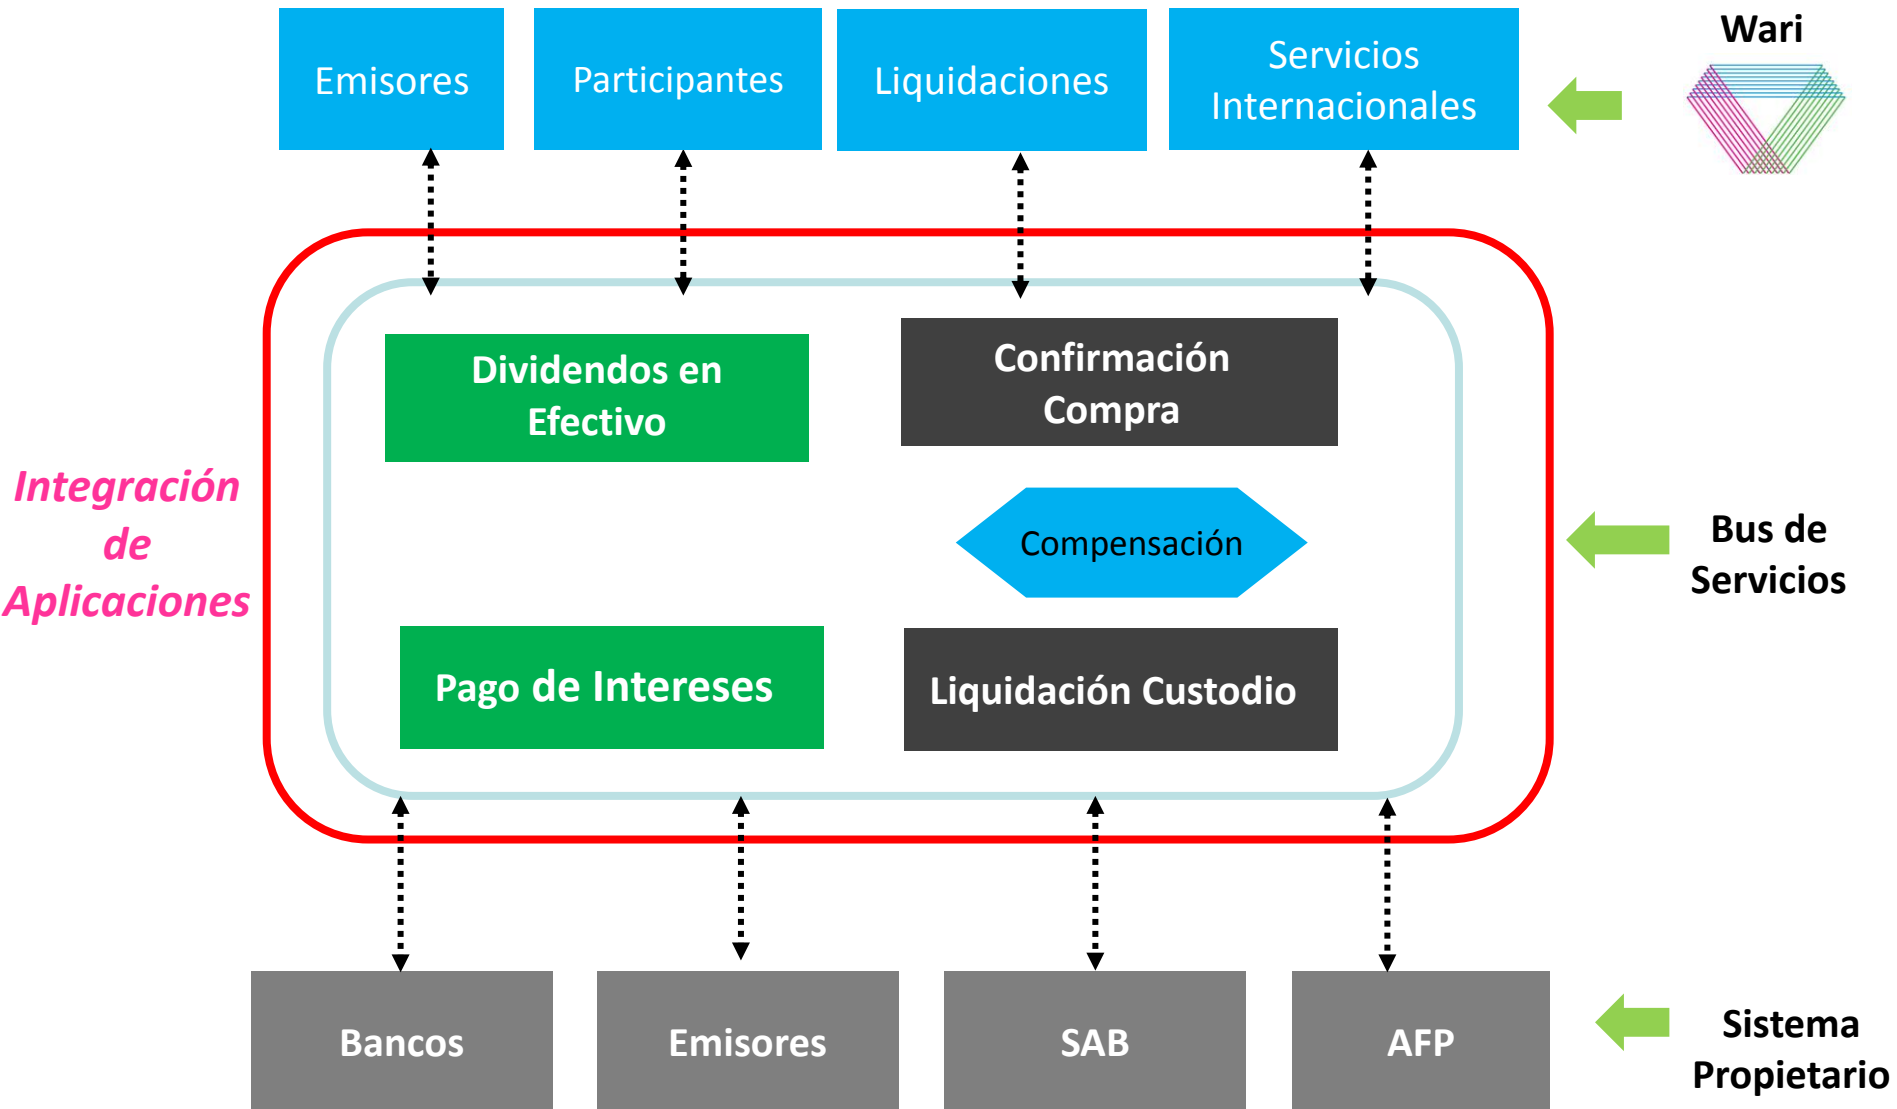 Wari
Emisores
Participantes
Liquidaciones
Servicios
Internacionales
Dividendos en
Efectivo
Confirmación
Compra
Integración
de
Aplicaciones
Compensación
Bus de
Servicios
Pago de Intereses
Liquidación Custodio
Bancos
Emisores
SAB
AFP
Sistema
Propietario